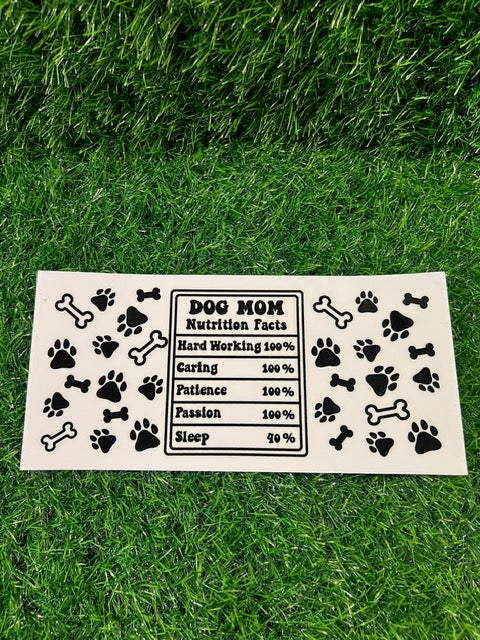 DOG MOM
Nutrition Facts
Hard Working 100%
Caring 100%
Patience 100%
Passion 100%
Sleep 40%